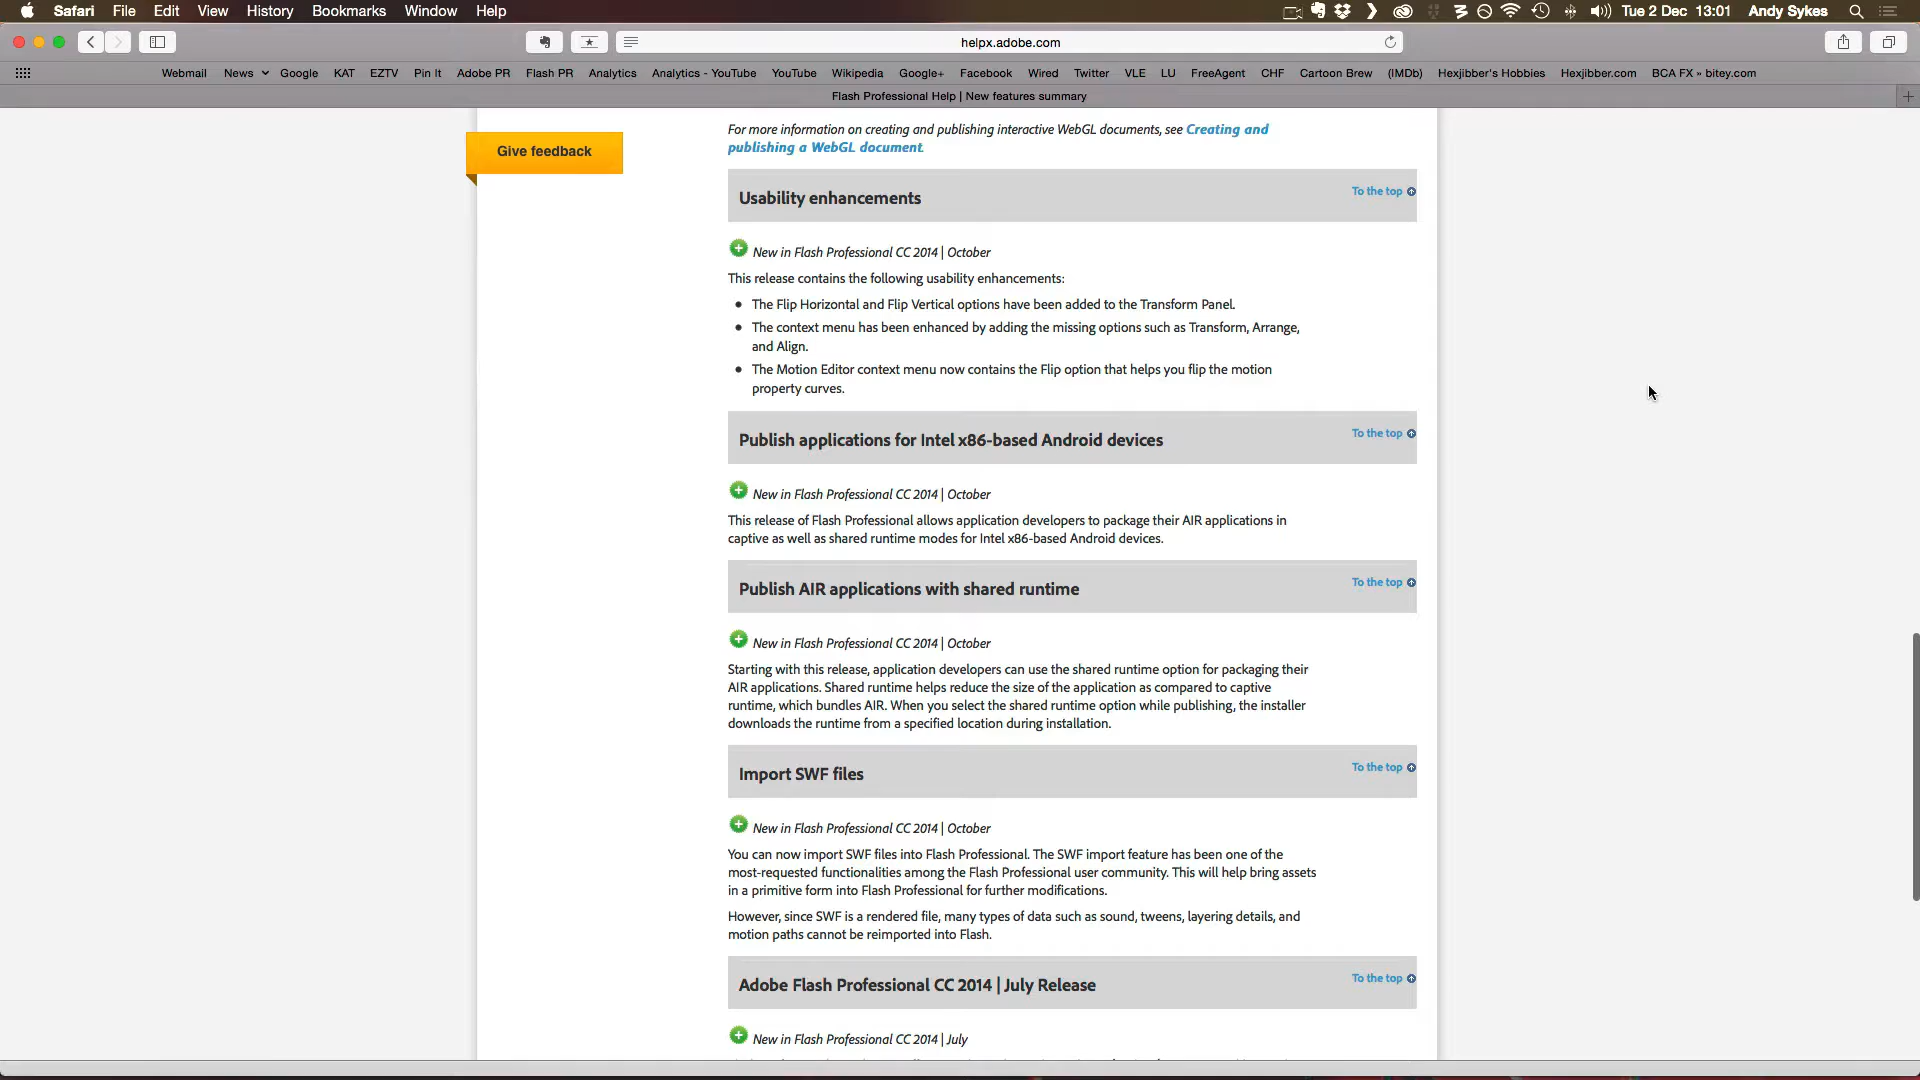 Safari File Edit View History Bookmarks Window Help Tue 2 Dec 13:01 Andy Sykes
helpx.adobe.com
Webmail News Google KAT EZTV Pin It Adobe PR Flash PR Analytics Analytics - YouTube YouTube Wikipedia Google+ Facebook Wired Twitter VLE LU FreeAgent CHF Cartoon Brew (IMDb) Hexjibber's Hobbies Hexjibber.com BCA FX » bitey.com
Flash Professional Help | New features summary
For more information on creating and publishing interactive WebGL documents, see Creating and
publishing a WebGL document.
Give feedback
To the top
Usability enhancements
New in Flash Professional CC 2014 | October
This release contains the following usability enhancements:
The Flip Horizontal and Flip Vertical options have been added to the Transform Panel.
The context menu has been enhanced by adding the missing options such as Transform, Arrange,
and Align.
The Motion Editor context menu now contains the Flip option that helps you flip the motion
property curves.
To the top
Publish applications for Intel x86-based Android devices
New in Flash Professional CC 2014 | October
This release of Flash Professional allows application developers to package their AIR applications in
captive as well as shared runtime modes for Intel x86-based Android devices.
To the top
Publish AIR applications with shared runtime
New in Flash Professional CC 2014 | October
Starting with this release, application developers can use the shared runtime option for packaging their
AIR applications. Shared runtime helps reduce the size of the application as compared to captive
runtime, which bundles AIR. When you select the shared runtime option while publishing, the installer
downloads the runtime from a specified location during installation.
To the top
Import SWF files
New in Flash Professional CC 2014 | October
You can now import SWF files into Flash Professional. The SWF import feature has been one of the
most-requested functionalities among the Flash Professional user community. This will help bring assets
in a primitive form into Flash Professional for further modifications.
However, since SWF is a rendered file, many types of data such as sound, tweens, layering details, and
motion paths cannot be reimported into Flash.
To the top
Adobe Flash Professional CC 2014 | July Release
New in Flash Professional CC 2014 | July